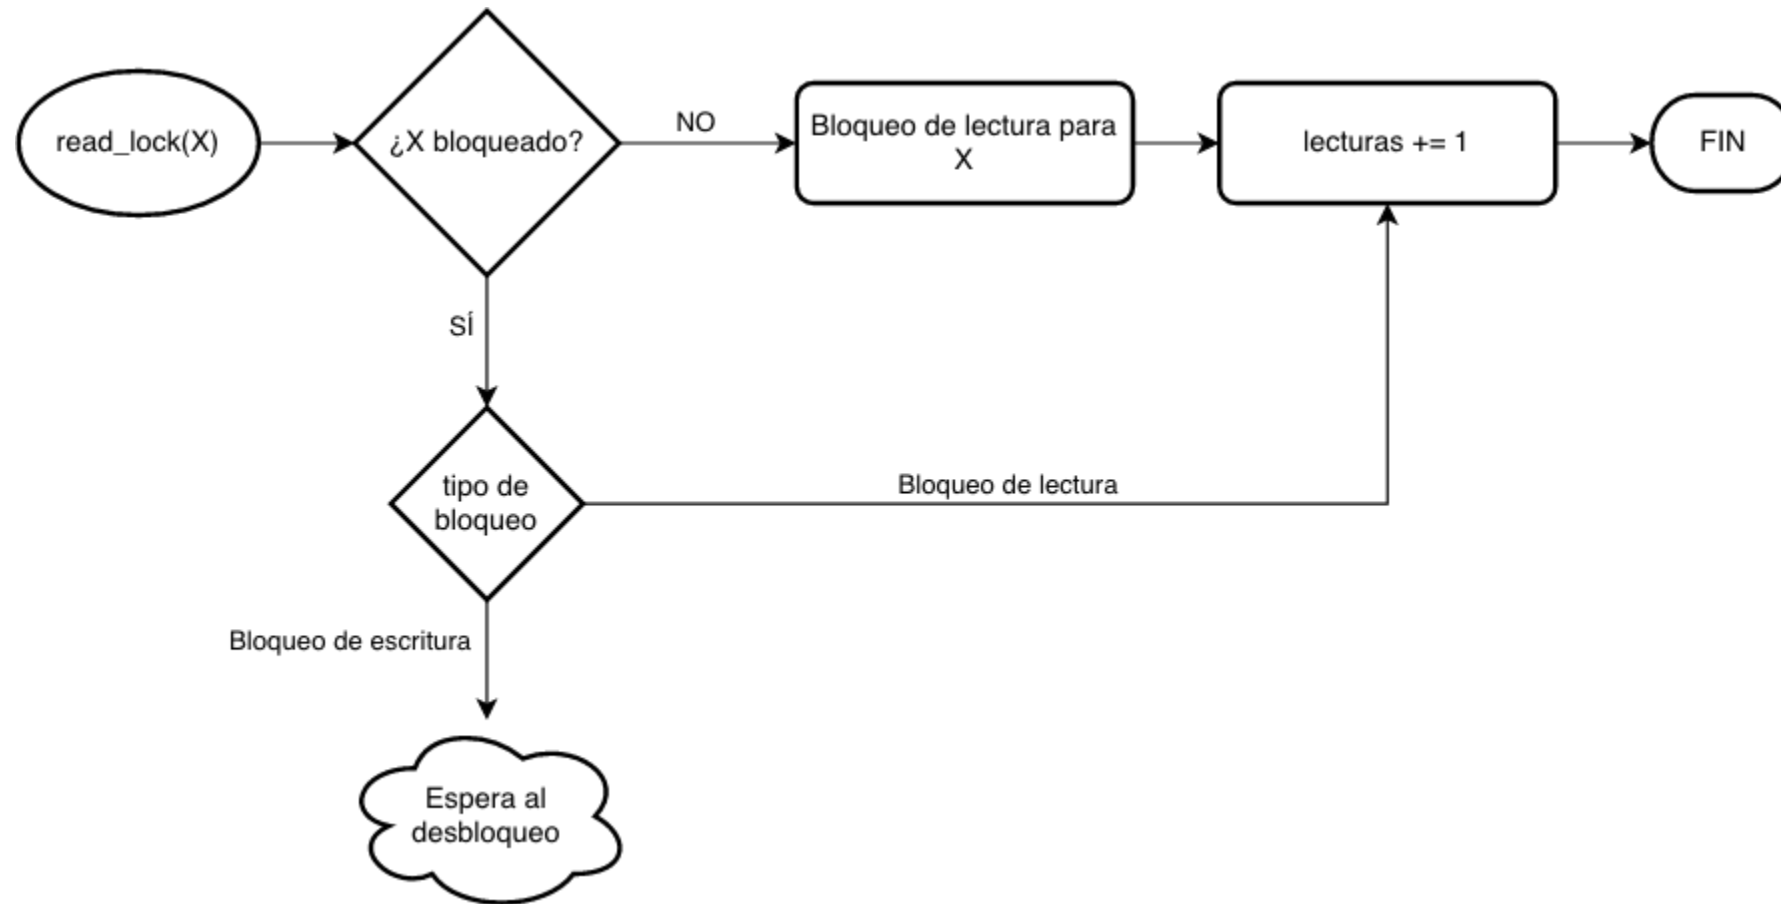 read_lock(X)
¿X bloqueado?
NO
Bloqueo de lectura para
X
lecturas += 1
FIN
SÍ
tipo de
bloqueo
Bloqueo de lectura
Bloqueo de escritura
Espera al
desbloqueo